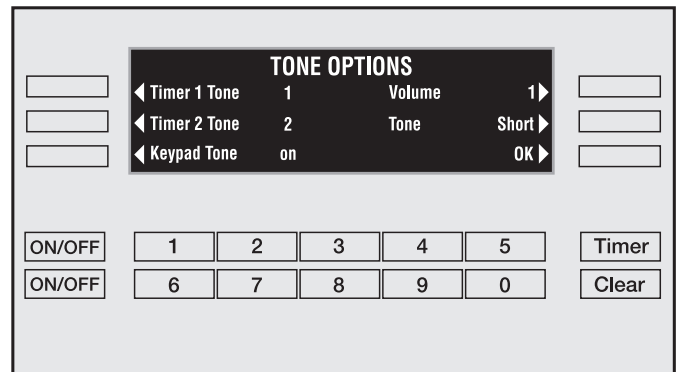 TONE OPTIONS
Timer 1 Tone 1 Volume 1
Timer 2 Tone 2 Tone Short
Keypad Tone on OK
ON/OFF 1 2 3 4 5 Timer
ON/OFF 6 7 8 9 0 Clear